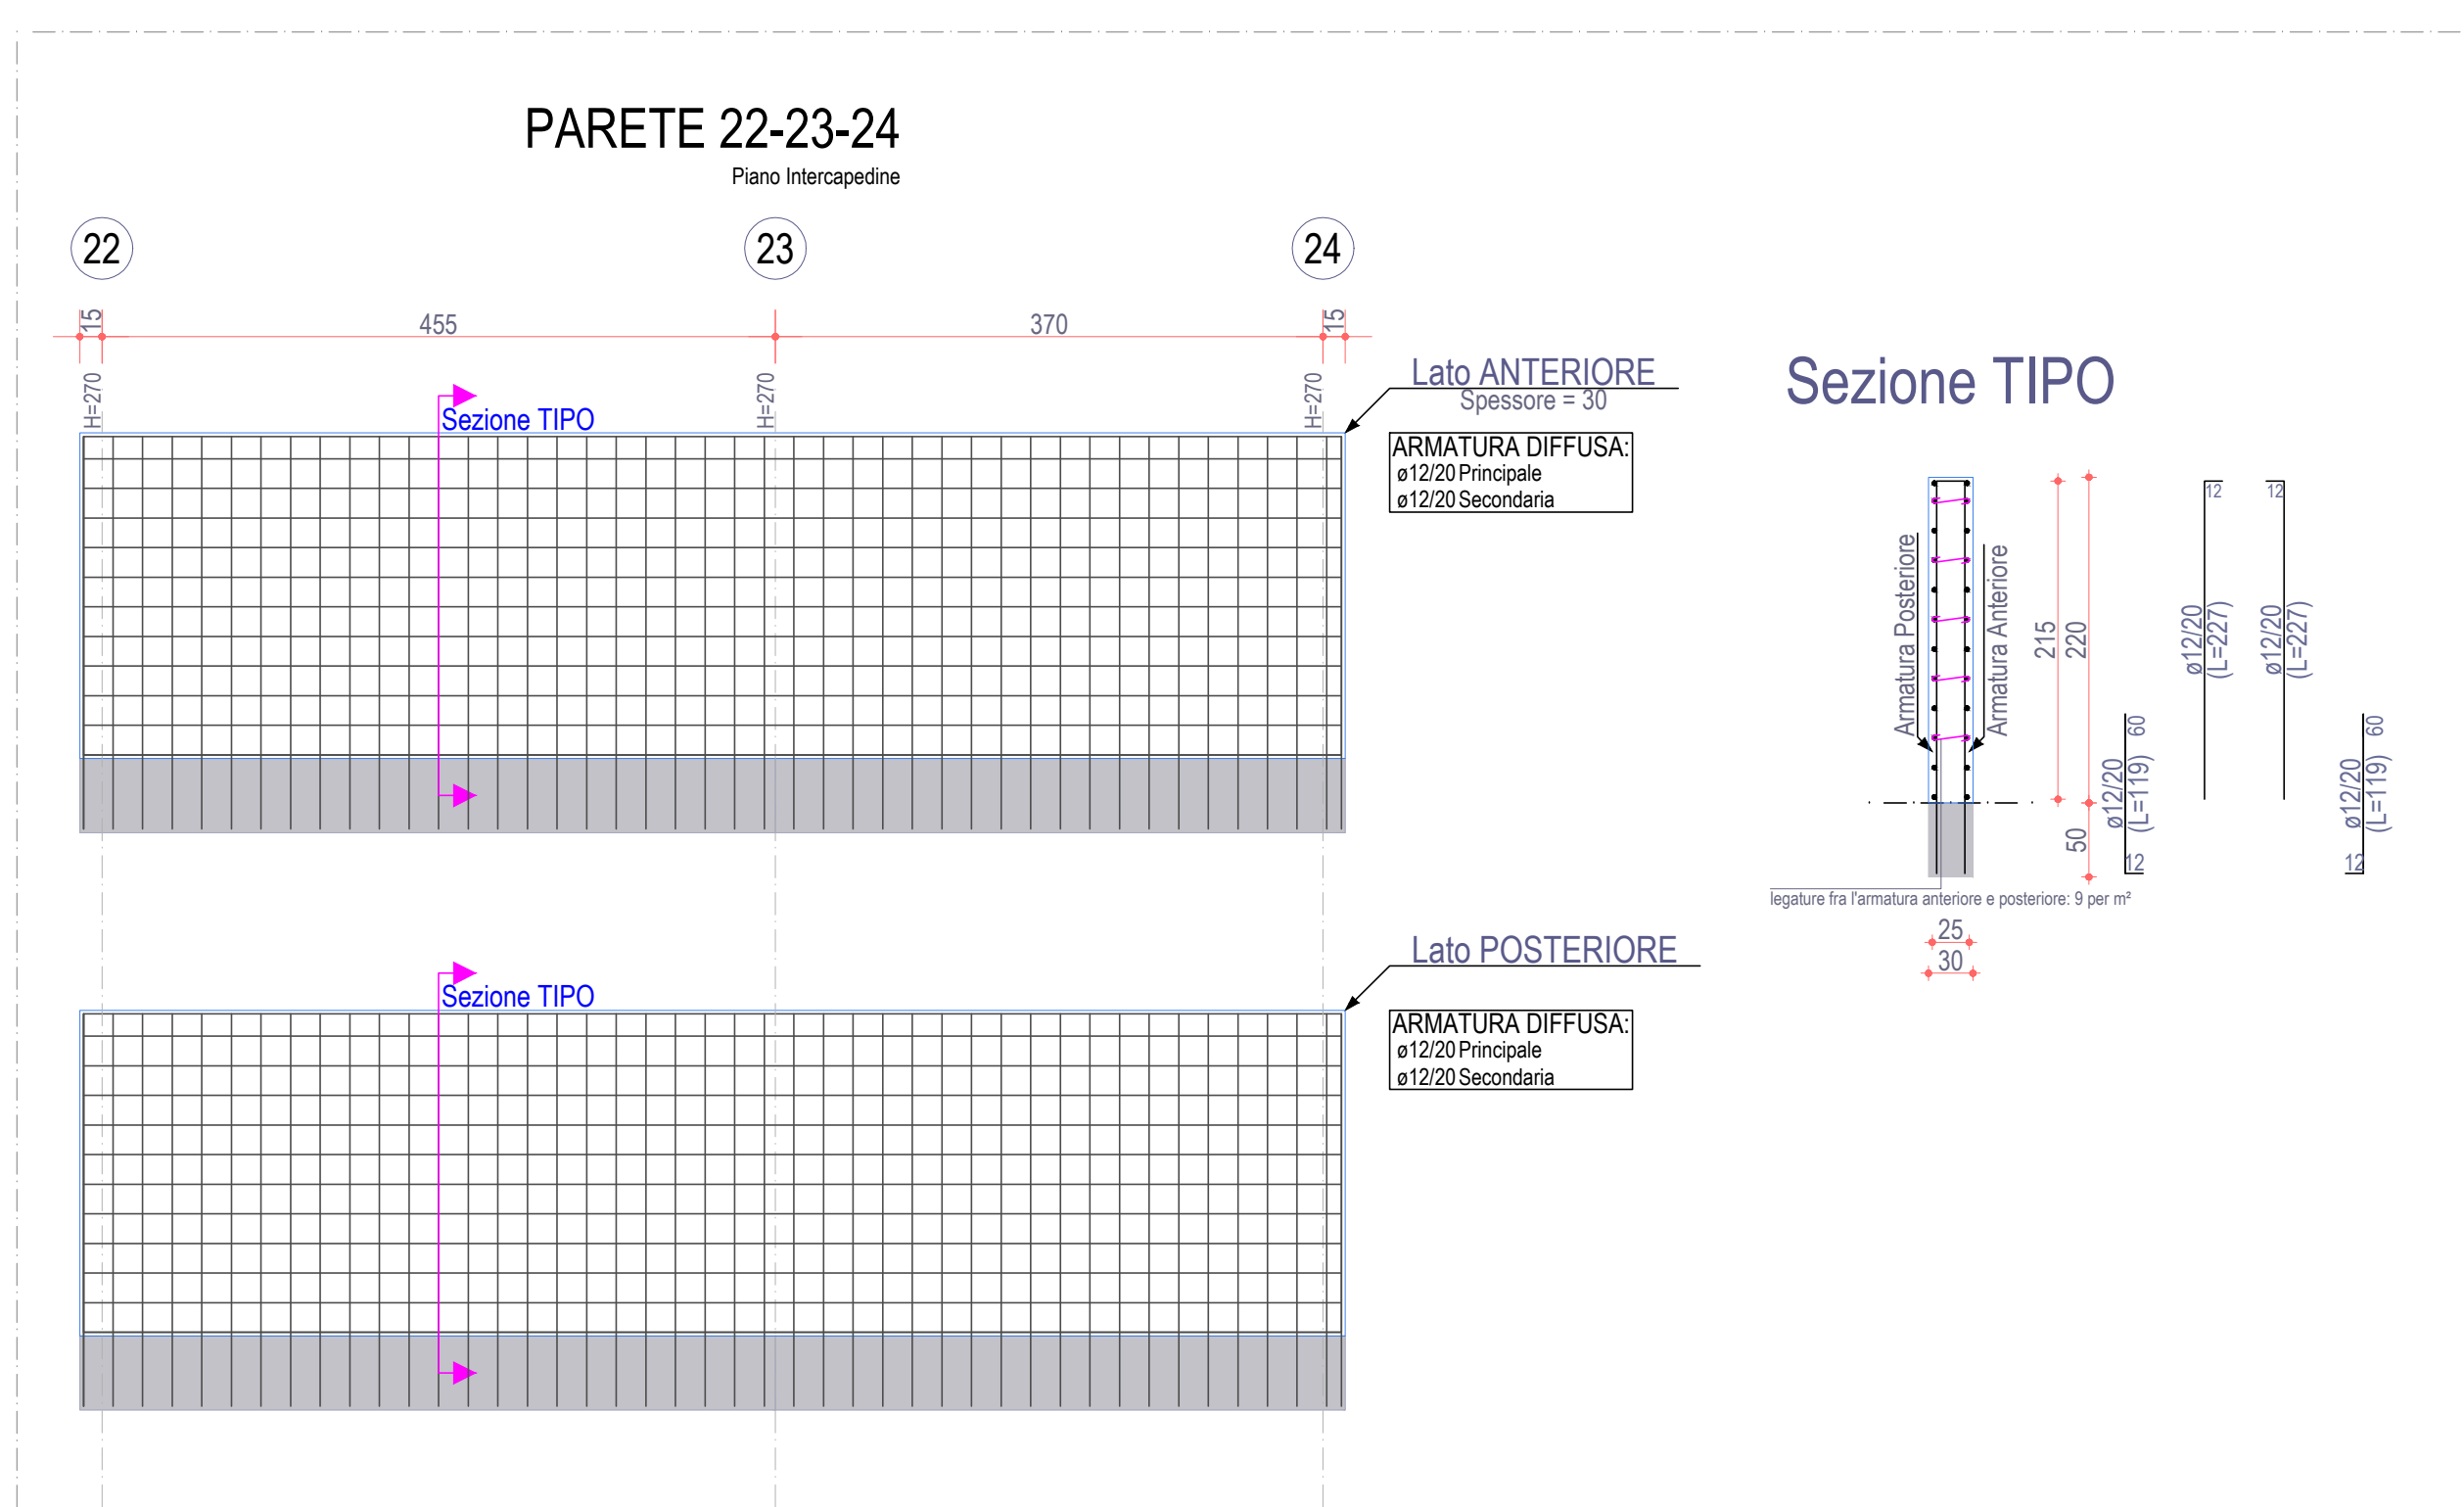 PARETE 22-23-24
Piano Intercapedine
22
23
24
15
455
370
15
H=270
H=270
H=270
Sezione TIPO
Lato ANTERIORE
Spessore = 30
ARMATURA DIFFUSA:
ø12/20 Principale
ø12/20 Secondaria
Sezione TIPO
Armatura Posteriore
Armatura Anteriore
215
220
50
12
12
ø12/20
(L=227)
ø12/20
(L=227)
60
ø12/20
(L=119)
12
60
ø12/20
(L=119)
12
legature fra l'armatura anteriore e posteriore: 9 per m²
25
30
Lato POSTERIORE
Sezione TIPO
ARMATURA DIFFUSA:
ø12/20 Principale
ø12/20 Secondaria